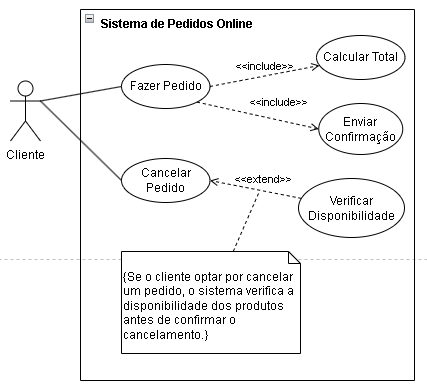 Sistema de Pedidos Online
Calcular Total
<<include>>
Fazer Pedido
<<include>>
Enviar
Confirmação
Cliente
Cancelar
Pedido
<<extend>>
Verificar
Disponibilidade
{Se o cliente optar por cancelar
um pedido, o sistema verifica a
disponibilidade dos produtos
antes de confirmar o
cancelamento.}